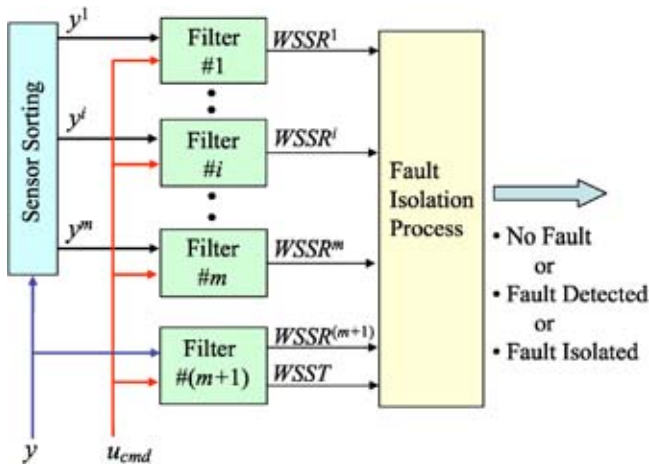 Sensor Sorting
y¹
yⁱ
yᵐ
Filter
#1
Filter
#i
Filter
#m
Filter
#(m+1)
WSSR¹
WSSRⁱ
WSSRᵐ
WSSR⁽ᵐ⁺¹⁾
WSST
Fault
Isolation
Process
• No Fault
or
• Fault Detected
or
• Fault Isolated
y
u_cmd